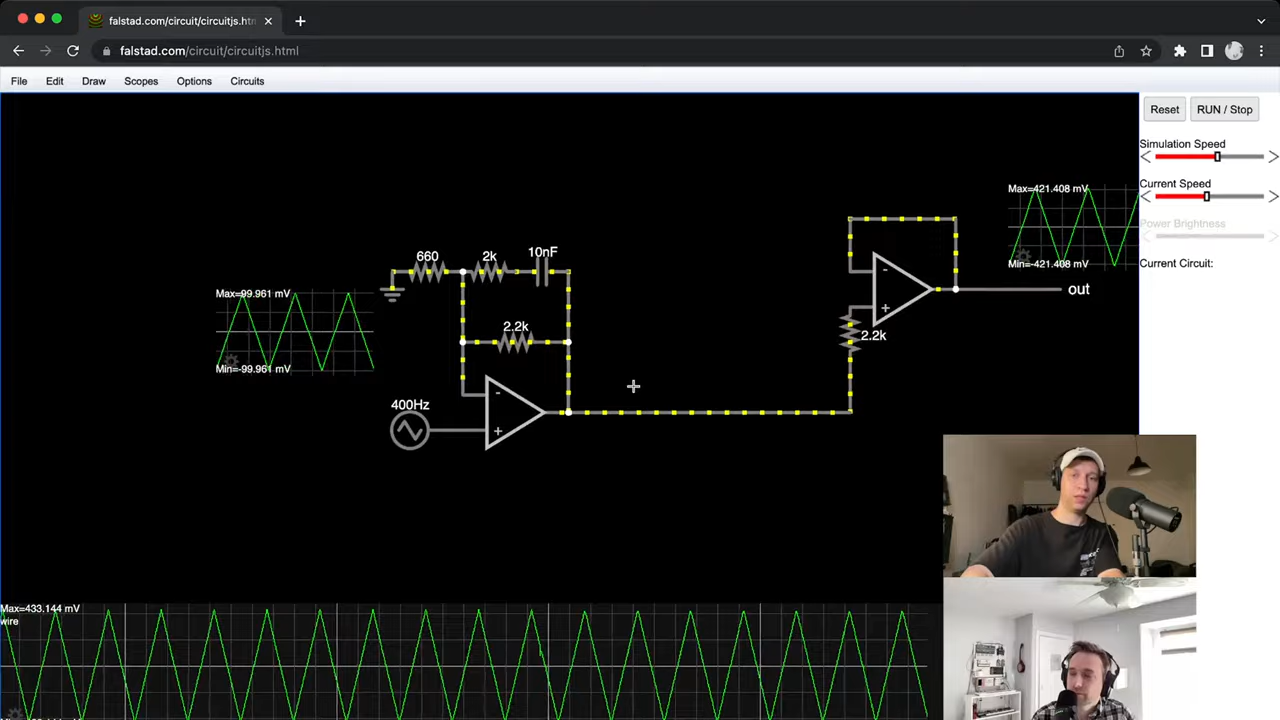 falstad.com/circuit/circuitjs.htm
falstad.com/circuit/circuitjs.html
File Edit Draw Scopes Options Circuits
Reset RUN / Stop
Simulation Speed
Current Speed
Power Brightness
Current Circuit:
Max=421.408 mV
Min=-421.408 mV
out
660 2k 10nF
2.2k
2.2k
Max=99.961 mV
Min=-99.961 mV
400Hz
- +
- +
Max=433.144 mV
wire